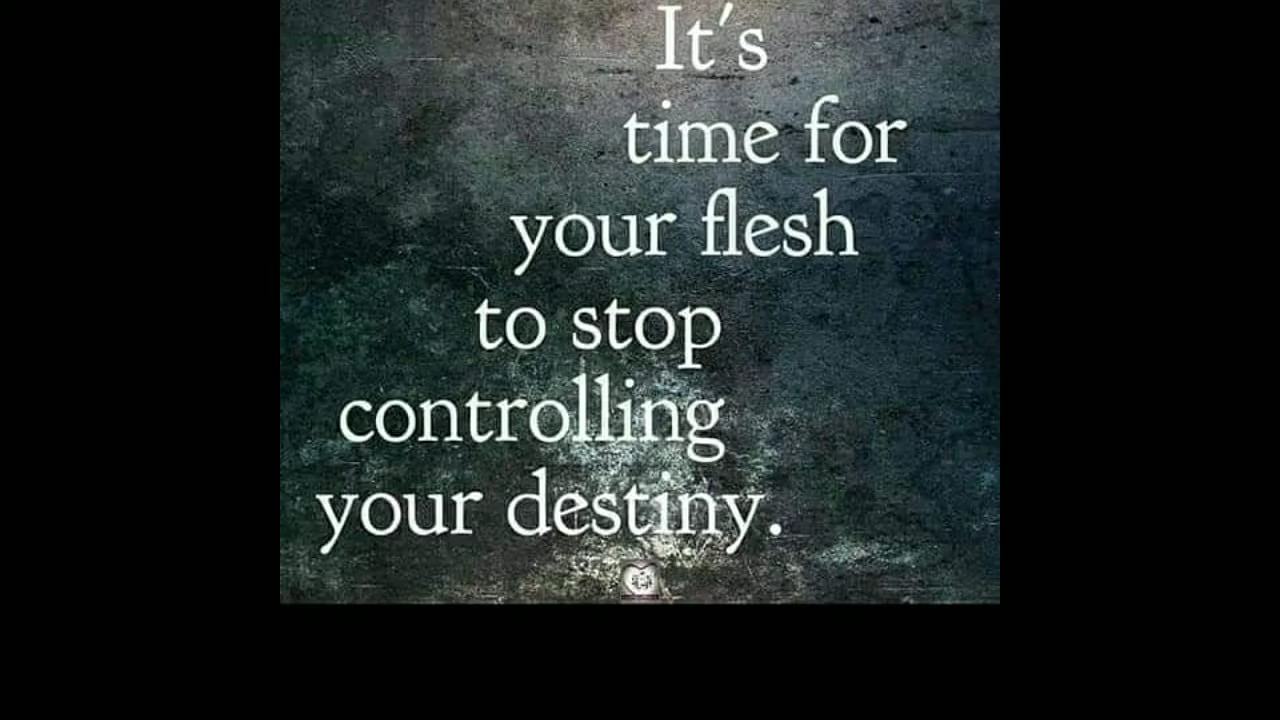 It's
time for
your flesh
to stop
controlling
your destiny.